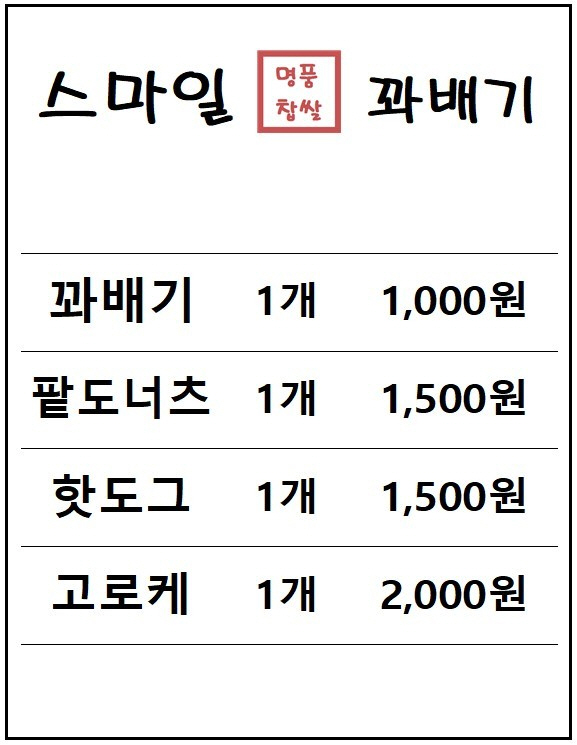 스마일 명품 찹쌀 꽈배기
꽈배기 1개 1,000원
팥도너츠 1개 1,500원
핫도그 1개 1,500원
고로케 1개 2,000원